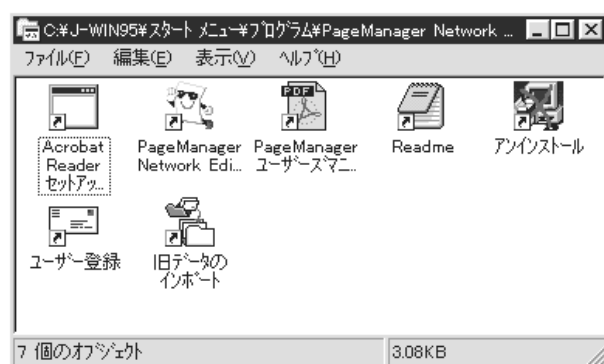 C:¥J-WIN95¥ｽﾀｰﾄ ﾒﾆｭｰ¥ﾌﾟﾛｸﾞﾗﾑ¥PageManager Network ...
ﾌｧｲﾙ(F) 編集(E) 表示(V) ﾍﾙﾌﾟ(H)
PDF
Acrobat
Reader
ｾｯﾄｱｯ...
PageManager
Network Edi...
PageManager
ﾕｰｻﾞｰｽﾞﾏﾆ...
Readme
ｱﾝｲﾝｽﾄｰﾙ
ﾕｰｻﾞｰ登録
旧ﾃﾞｰﾀの
ｲﾝﾎﾟｰﾄ
7 個のｵﾌﾞｼﾞｪｸﾄ
3.08KB